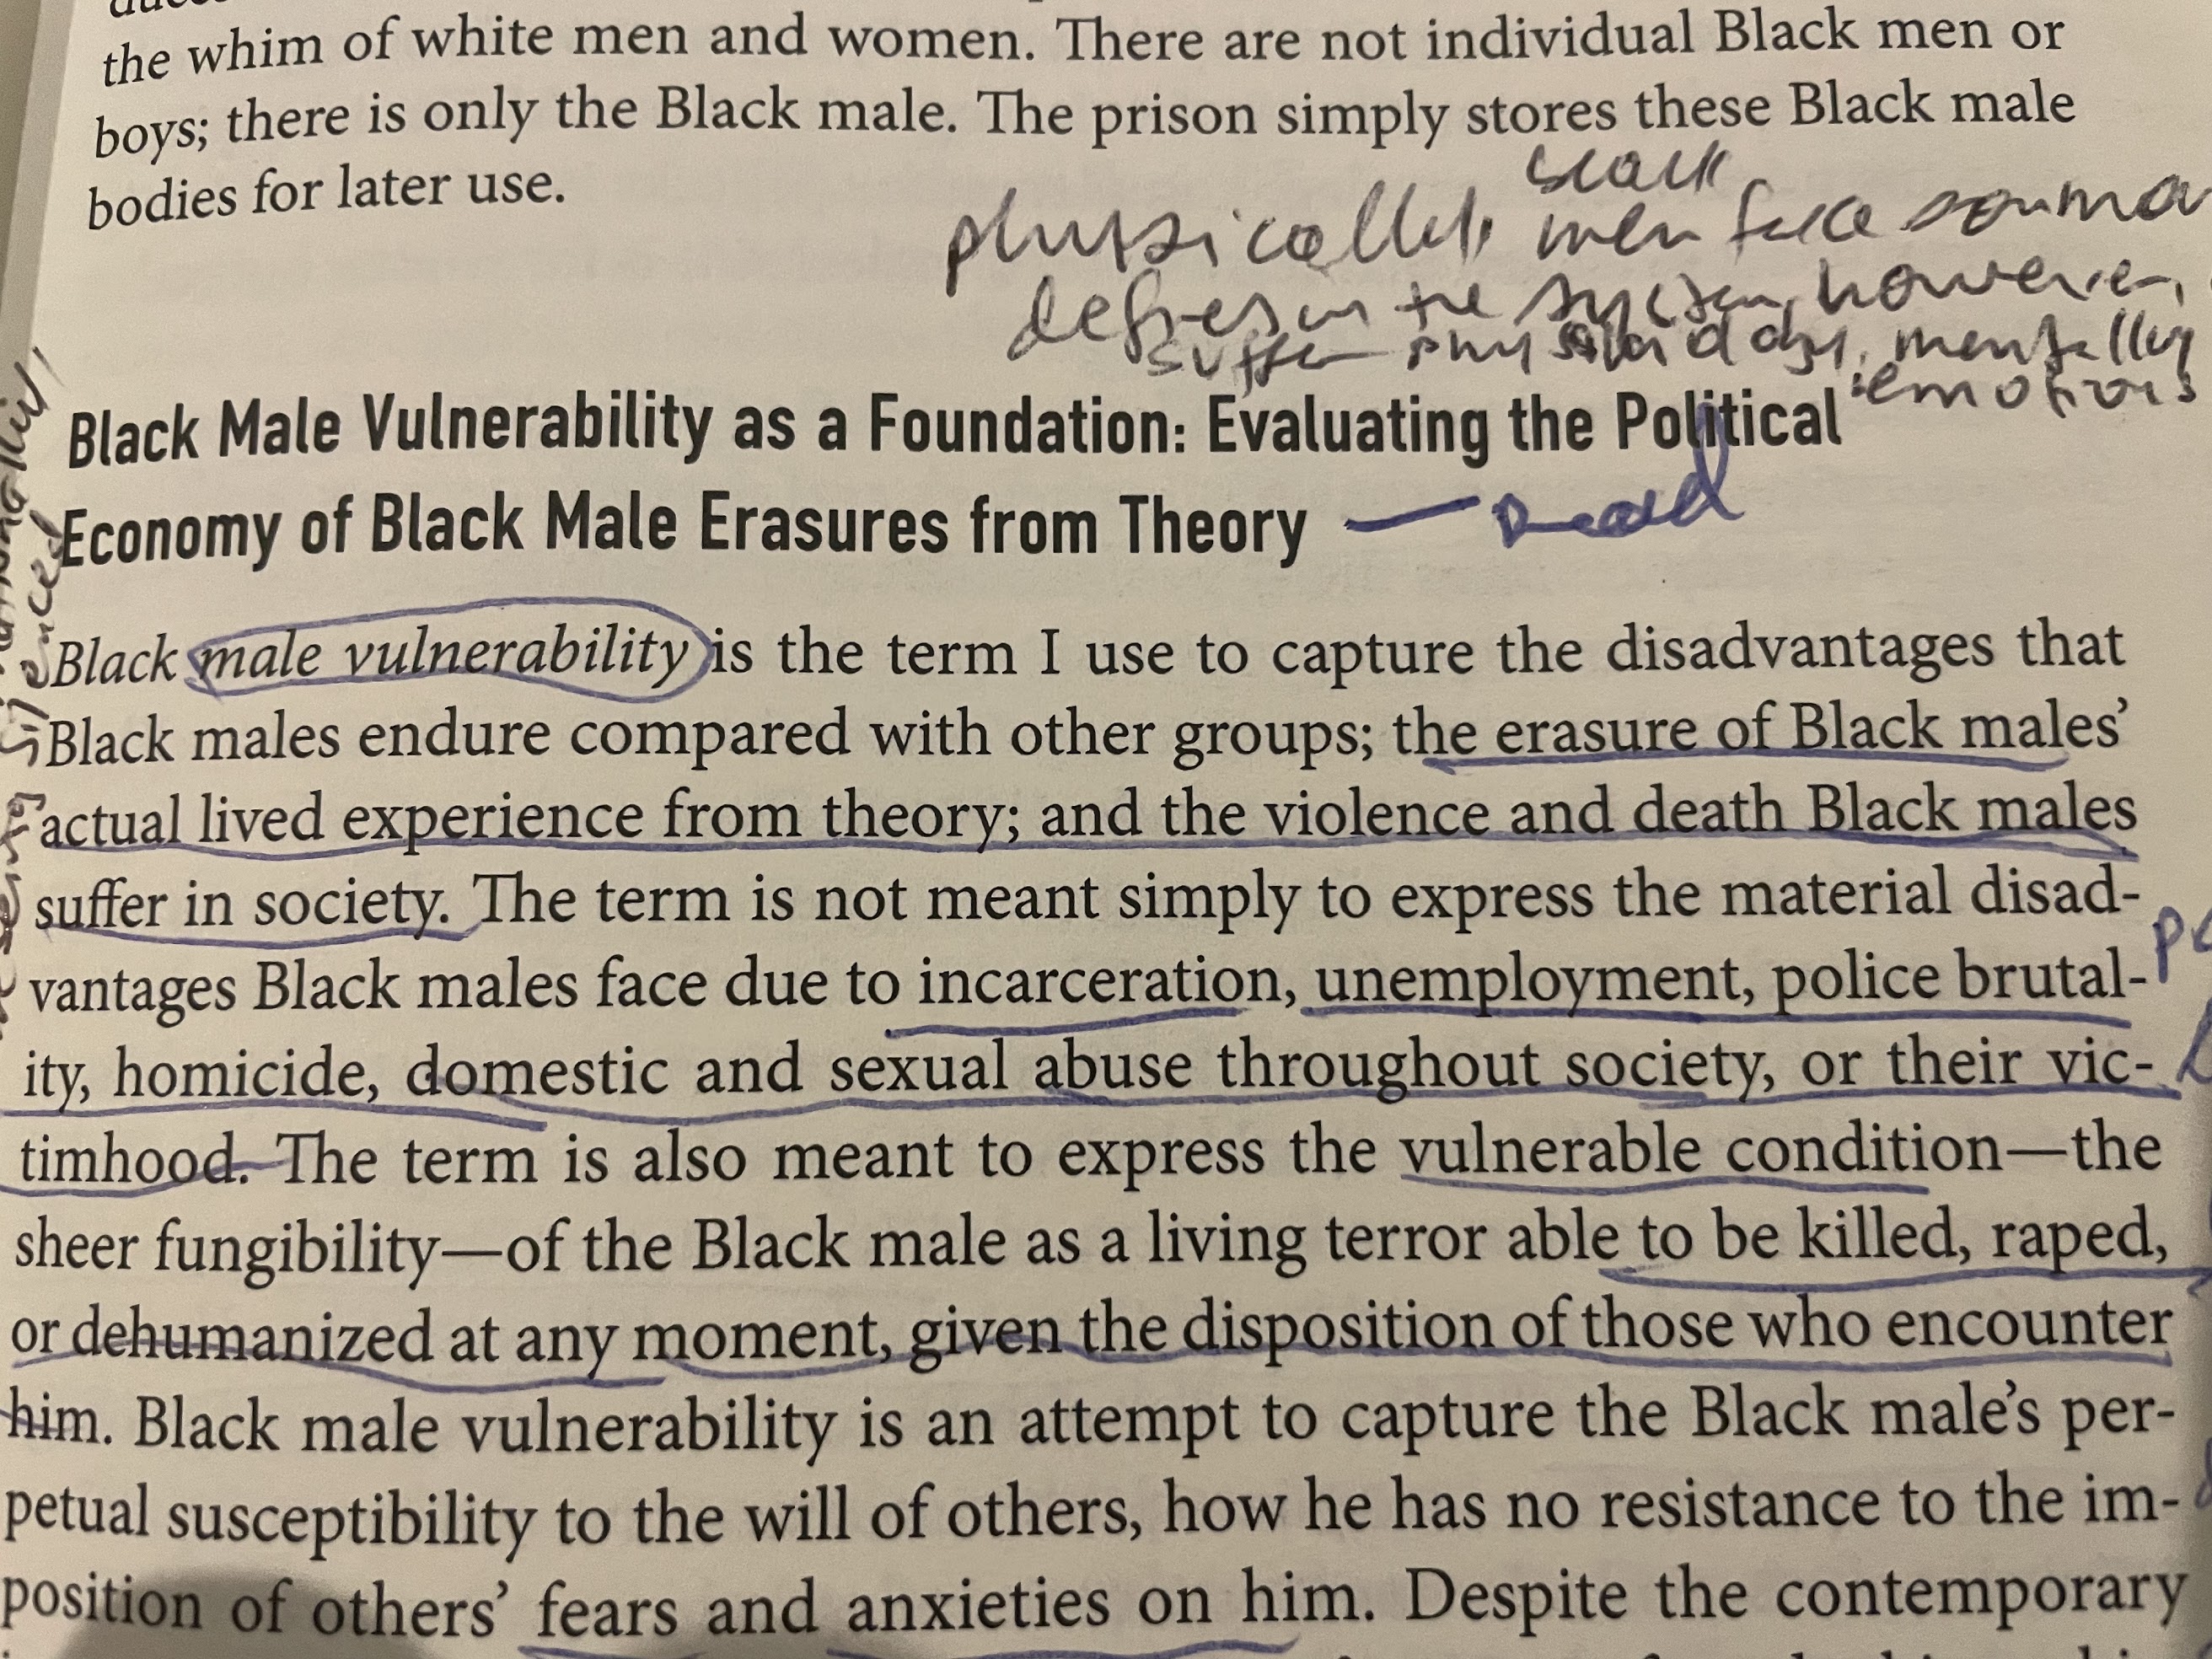 the whim of white men and women. There are not individual Black men or
boys; there is only the Black male. The prison simply stores these Black male
bodies for later use.
black
physically men face so
in the system, however,
suffer mentally
emotions
Black Male Vulnerability as a Foundation: Evaluating the Political
Economy of Black Male Erasures from Theory — Read
Black male vulnerability is the term I use to capture the disadvantages that
Black males endure compared with other groups; the erasure of Black males’
actual lived experience from theory; and the violence and death Black males
suffer in society. The term is not meant simply to express the material disad-
vantages Black males face due to incarceration, unemployment, police brutal-
ity, homicide, domestic and sexual abuse throughout society, or their vic-
timhood. The term is also meant to express the vulnerable condition—the
sheer fungibility—of the Black male as a living terror able to be killed, raped,
or dehumanized at any moment, given the disposition of those who encounter
him. Black male vulnerability is an attempt to capture the Black male’s per-
petual susceptibility to the will of others, how he has no resistance to the im-
position of others’ fears and anxieties on him. Despite the contemporary